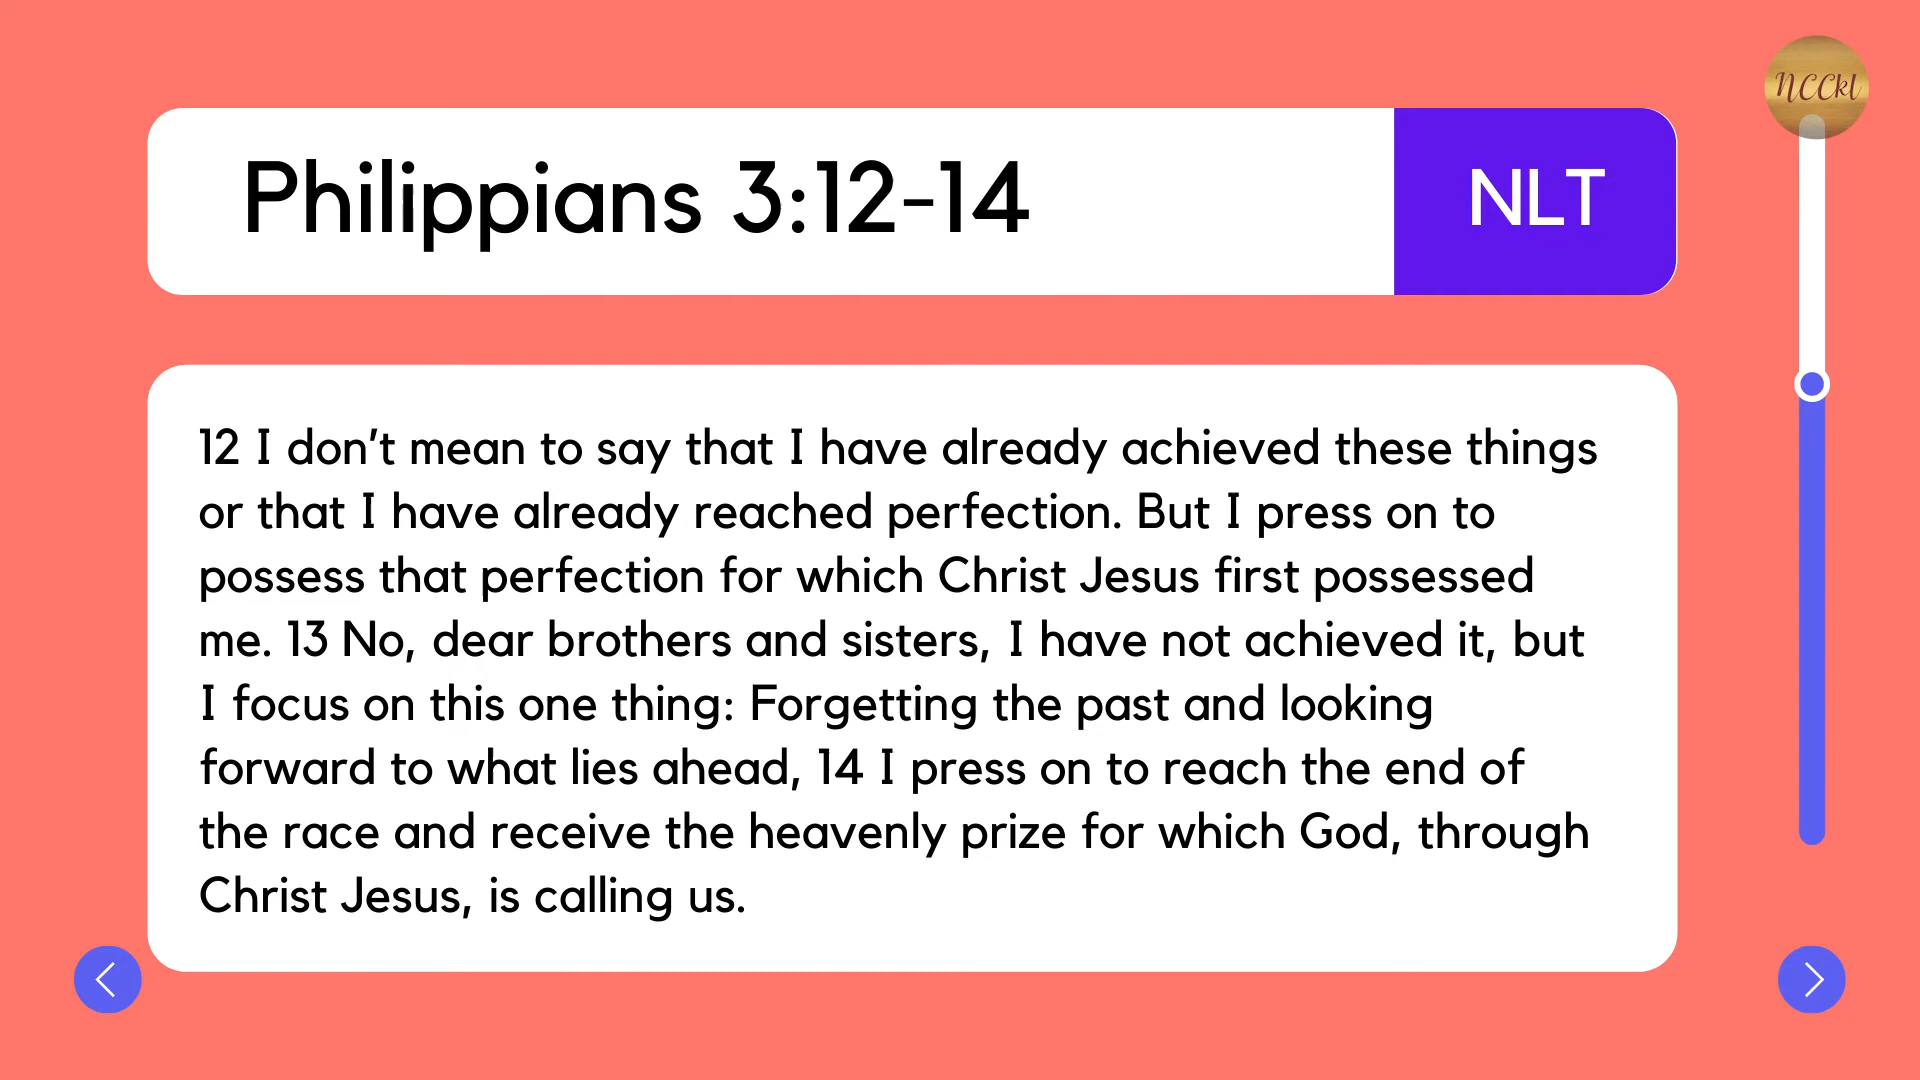 NCCkl
Philippians 3:12-14
NLT
12 I don’t mean to say that I have already achieved these things
or that I have already reached perfection. But I press on to
possess that perfection for which Christ Jesus first possessed
me. 13 No, dear brothers and sisters, I have not achieved it, but
I focus on this one thing: Forgetting the past and looking
forward to what lies ahead, 14 I press on to reach the end of
the race and receive the heavenly prize for which God, through
Christ Jesus, is calling us.